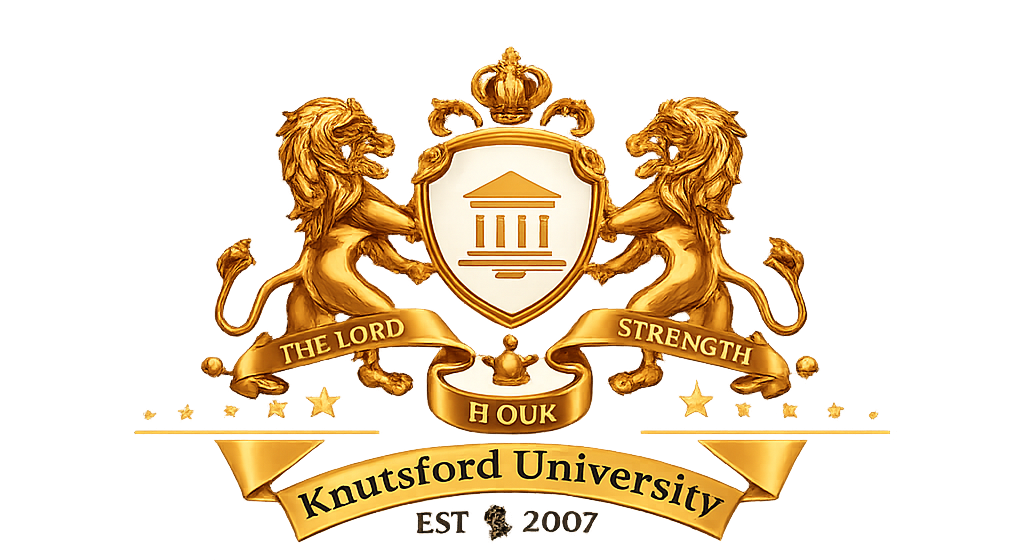 THE LORD
H OUK
STRENGTH
Knutsford University
EST 2007